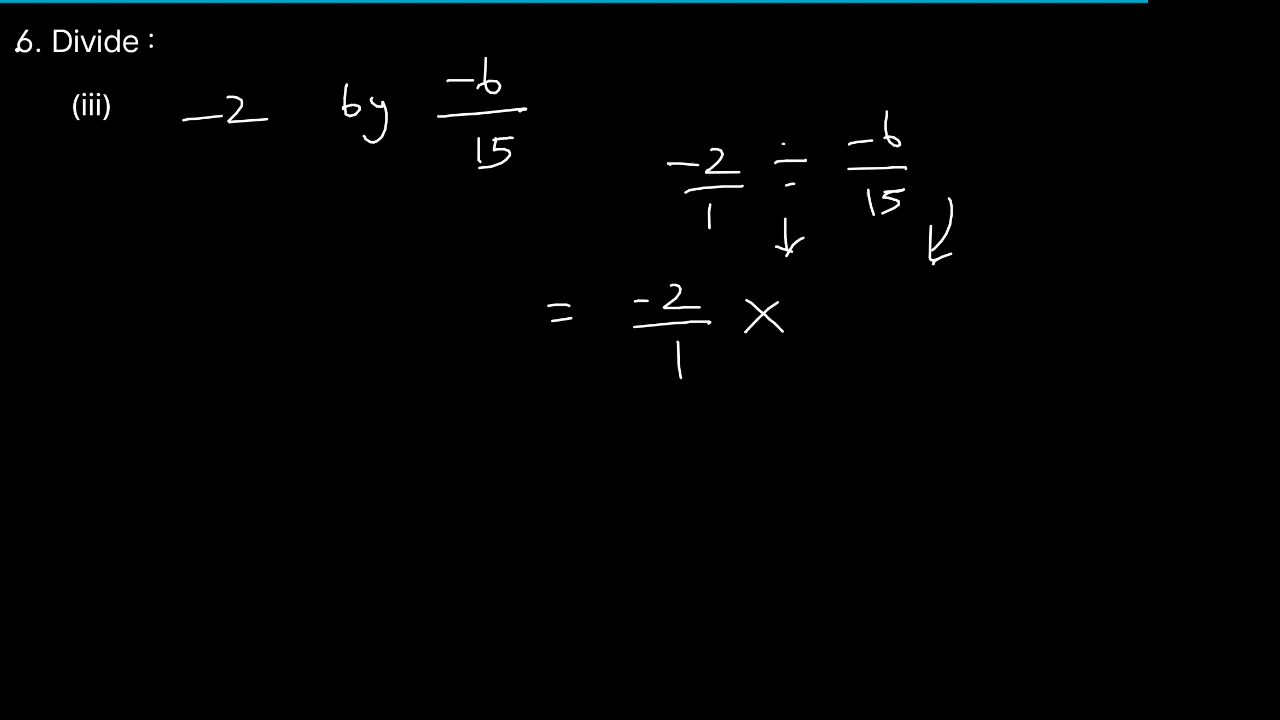 6. Divide :
(iii) -2 by -6/15
-2/1 ÷ -6/15
= -2/1 ×